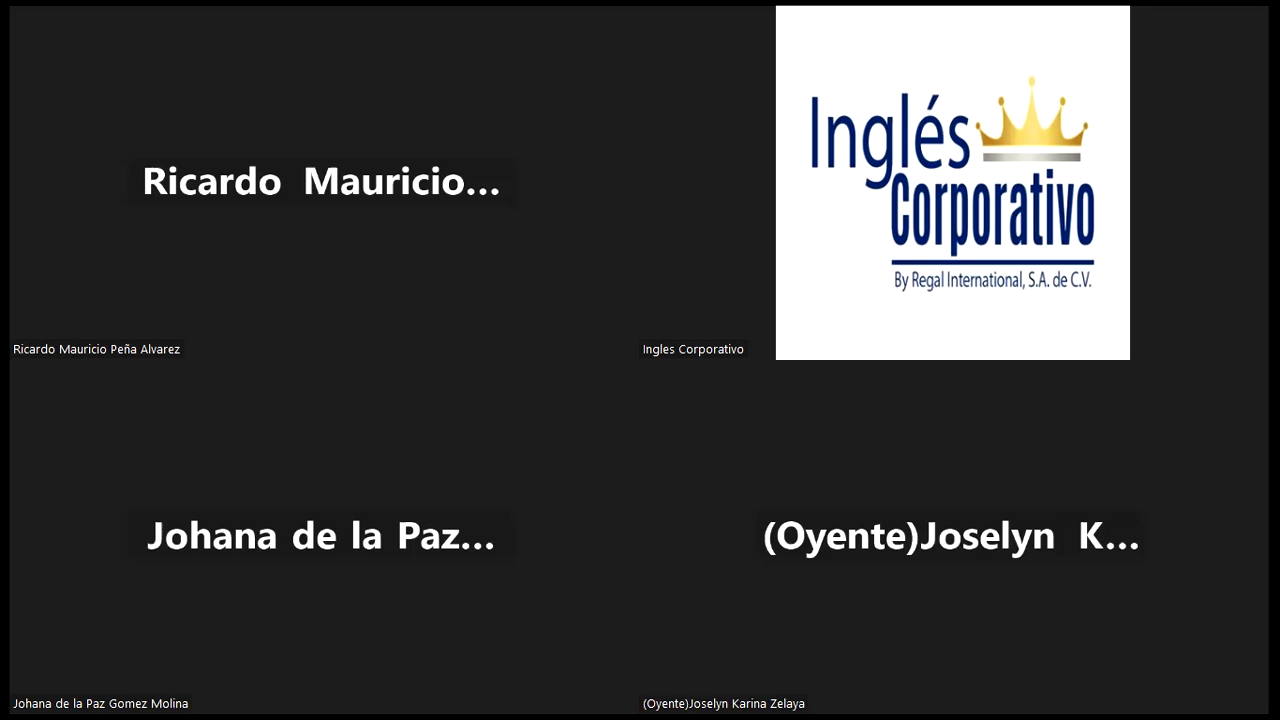 Ricardo Mauricio...
Ricardo Mauricio Peña Alvarez
Inglés
Corporativo
By Regal International, S.A. de C.V.
Ingles Corporativo
Johana de la Paz...
Johana de la Paz Gomez Molina
(Oyente)Joselyn K...
(Oyente)Joselyn Karina Zelaya